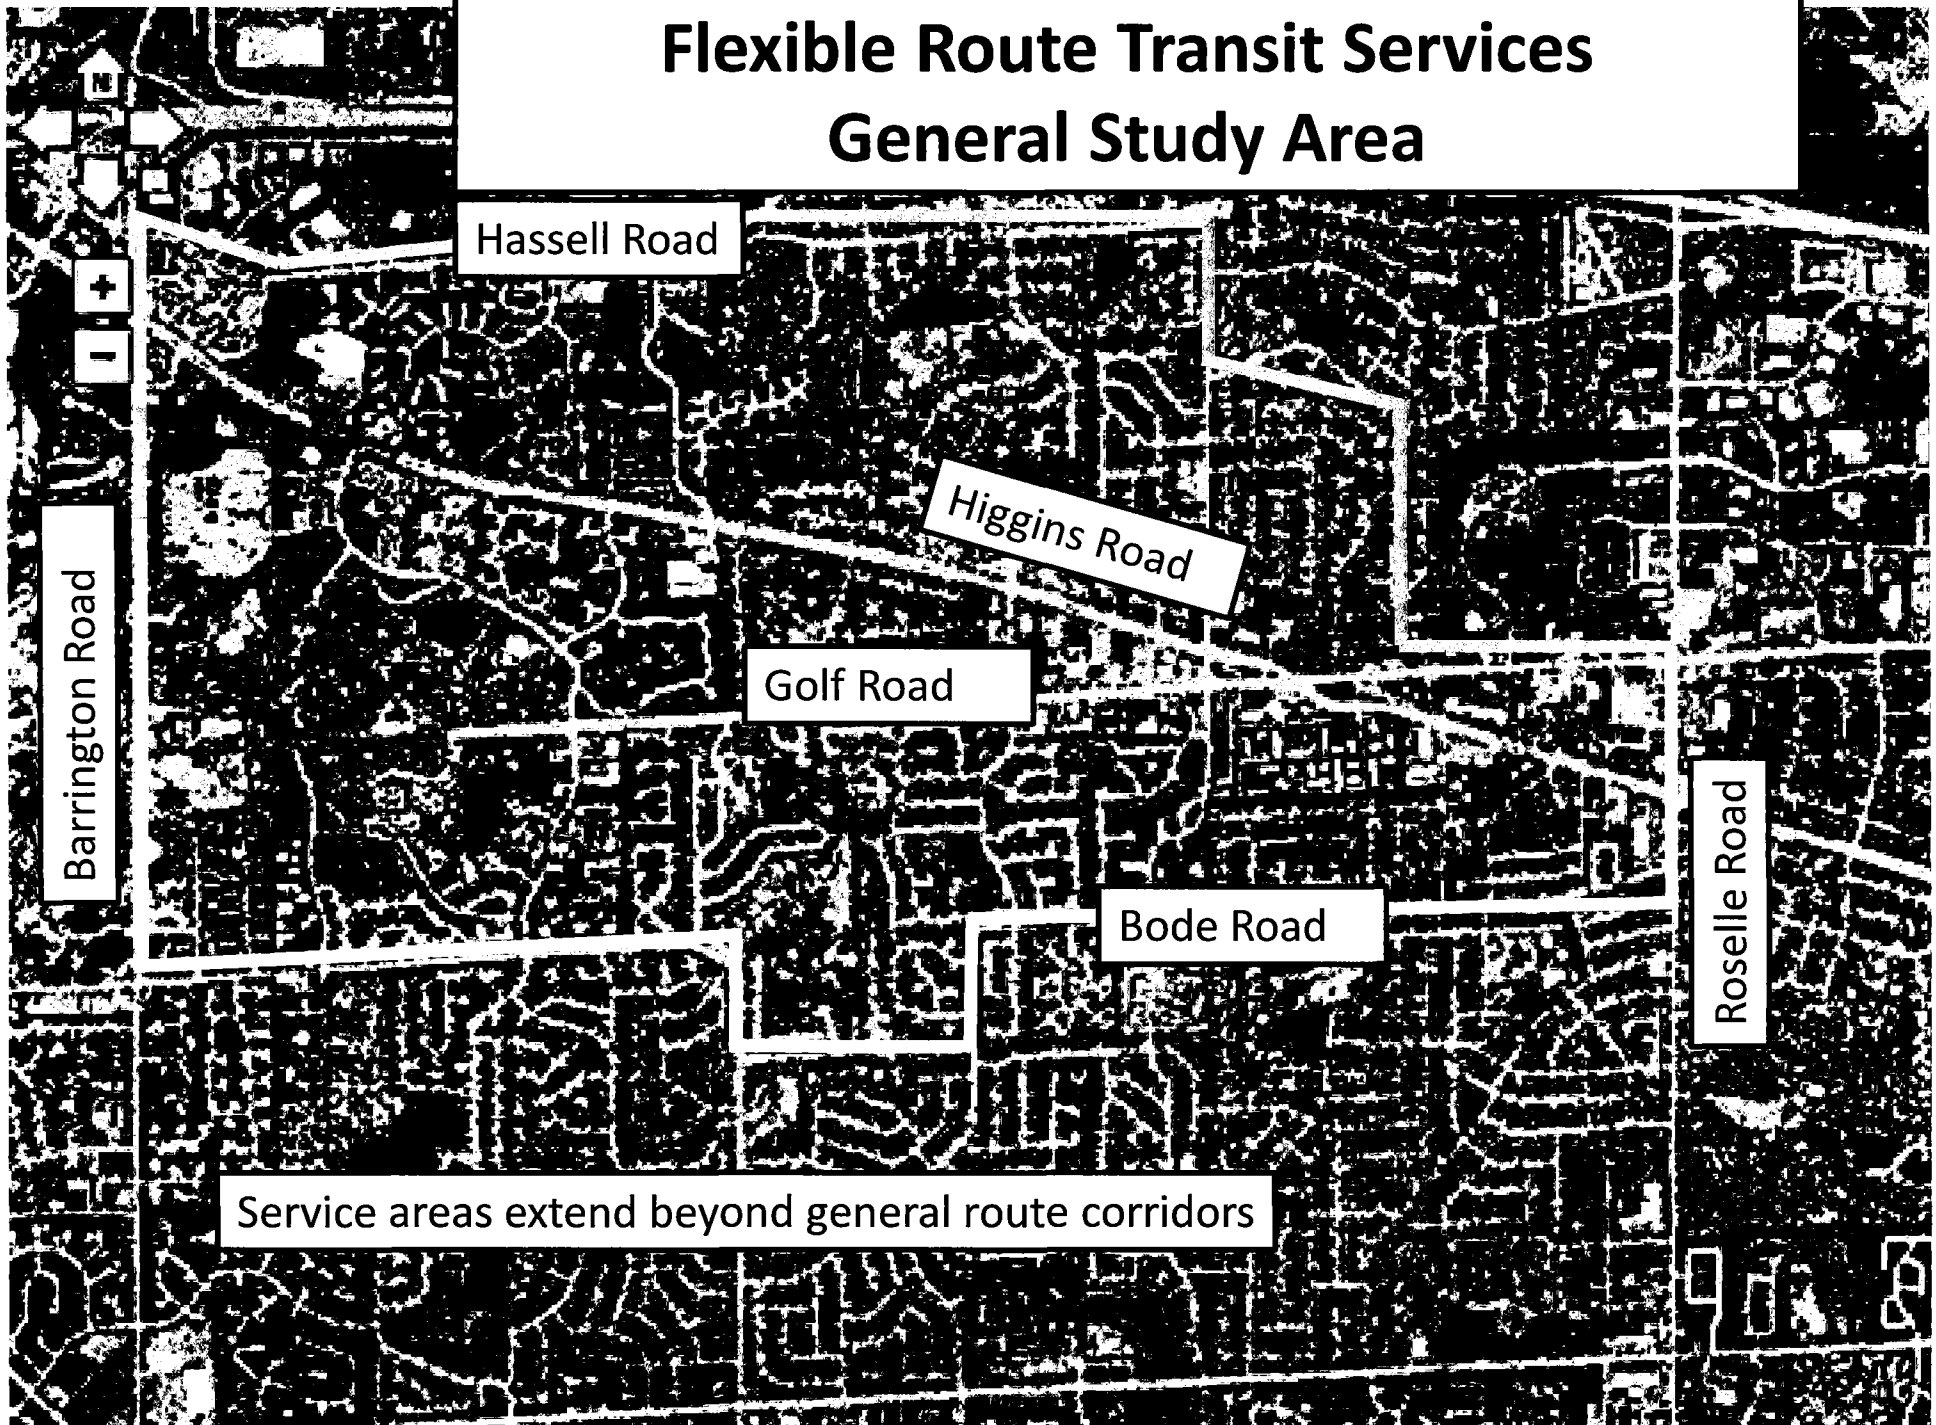 Flexible Route Transit Services
General Study Area
N
Hassell Road
+
-
Higgins Road
Barrington Road
Golf Road
Roselle Road
Bode Road
Service areas extend beyond general route corridors